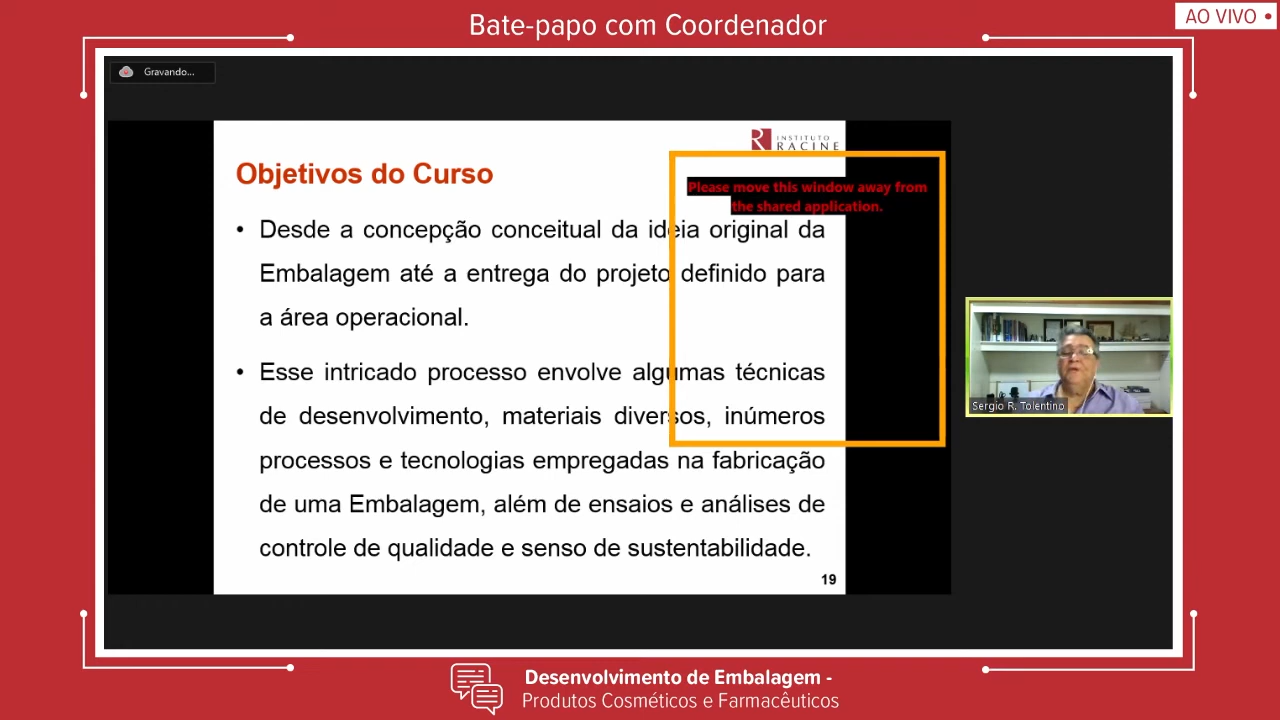 Bate-papo com Coordenador
AO VIVO
Gravando...
INSTITUTO
RACINE
Objetivos do Curso
Please move this window away from
the shared application.
• Desde a concepção conceitual da ideia original da
Embalagem até a entrega do projeto definido para
a área operacional.
• Esse intricado processo envolve algumas técnicas
de desenvolvimento, materiais diversos, inúmeros
processos e tecnologias empregadas na fabricação
de uma Embalagem, além de ensaios e análises de
controle de qualidade e senso de sustentabilidade.
19
Sergio R. Tolentino
Desenvolvimento de Embalagem -
Produtos Cosméticos e Farmacêuticos